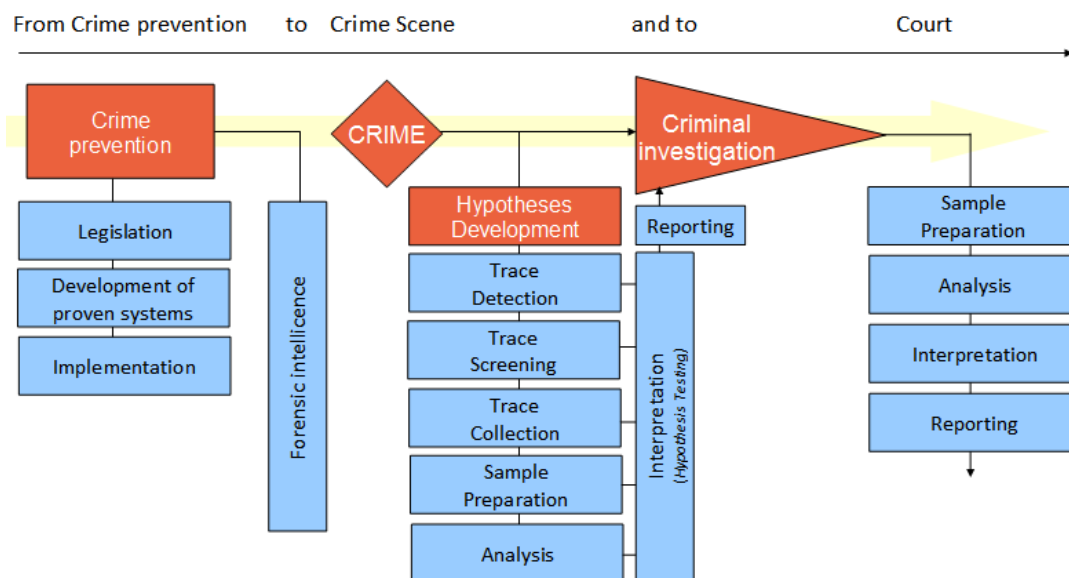 From Crime prevention to Crime Scene and to Court
Crime
prevention
Legislation
Development of
proven systems
Implementation
Forensic intellicence
CRIME
Hypotheses
Development
Trace
Detection
Trace
Screening
Trace
Collection
Sample
Preparation
Analysis
Interpretation
(Hypothesis Testing)
Reporting
Criminal
investigation
Sample
Preparation
Analysis
Interpretation
Reporting